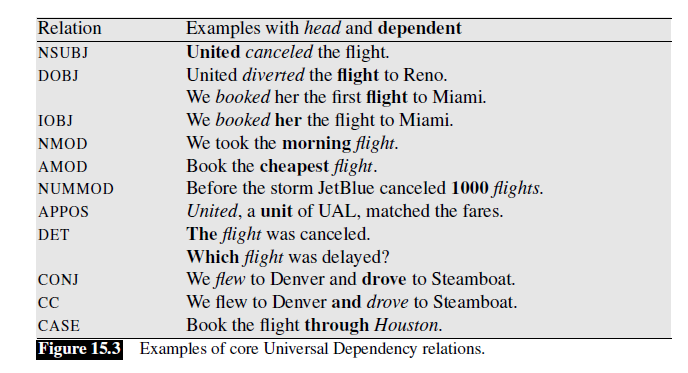 Relation Examples with head and dependent
NSUBJ United canceled the flight.
DOBJ United diverted the flight to Reno.
We booked her the first flight to Miami.
IOBJ We booked her the flight to Miami.
NMOD We took the morning flight.
AMOD Book the cheapest flight.
NUMMOD Before the storm JetBlue canceled 1000 flights.
APPOS United, a unit of UAL, matched the fares.
DET The flight was canceled.
Which flight was delayed?
CONJ We flew to Denver and drove to Steamboat.
CC We flew to Denver and drove to Steamboat.
CASE Book the flight through Houston.
Figure 15.3 Examples of core Universal Dependency relations.